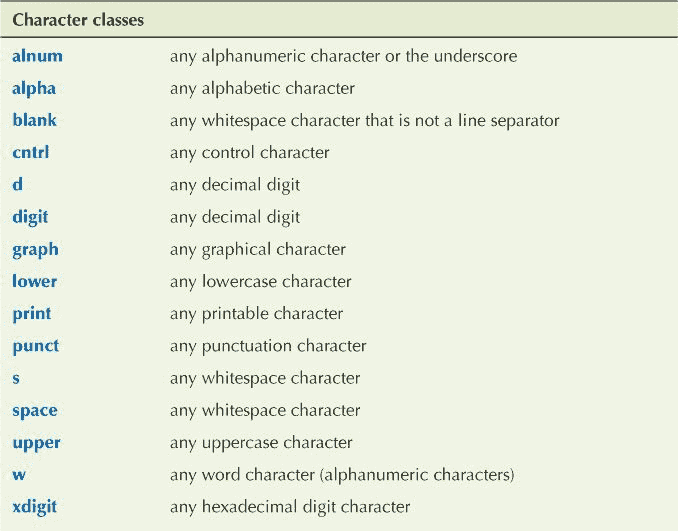 Character classes
alnum any alphanumeric character or the underscore
alpha any alphabetic character
blank any whitespace character that is not a line separator
cntrl any control character
d any decimal digit
digit any decimal digit
graph any graphical character
lower any lowercase character
print any printable character
punct any punctuation character
s any whitespace character
space any whitespace character
upper any uppercase character
w any word character (alphanumeric characters)
xdigit any hexadecimal digit character